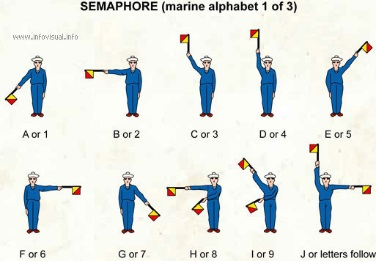 SEMAPHORE (marine alphabet 1 of 3)
www.infovisual.info
A or 1
B or 2
C or 3
D or 4
E or 5
F or 6
G or 7
H or 8
I or 9
J or letters follow